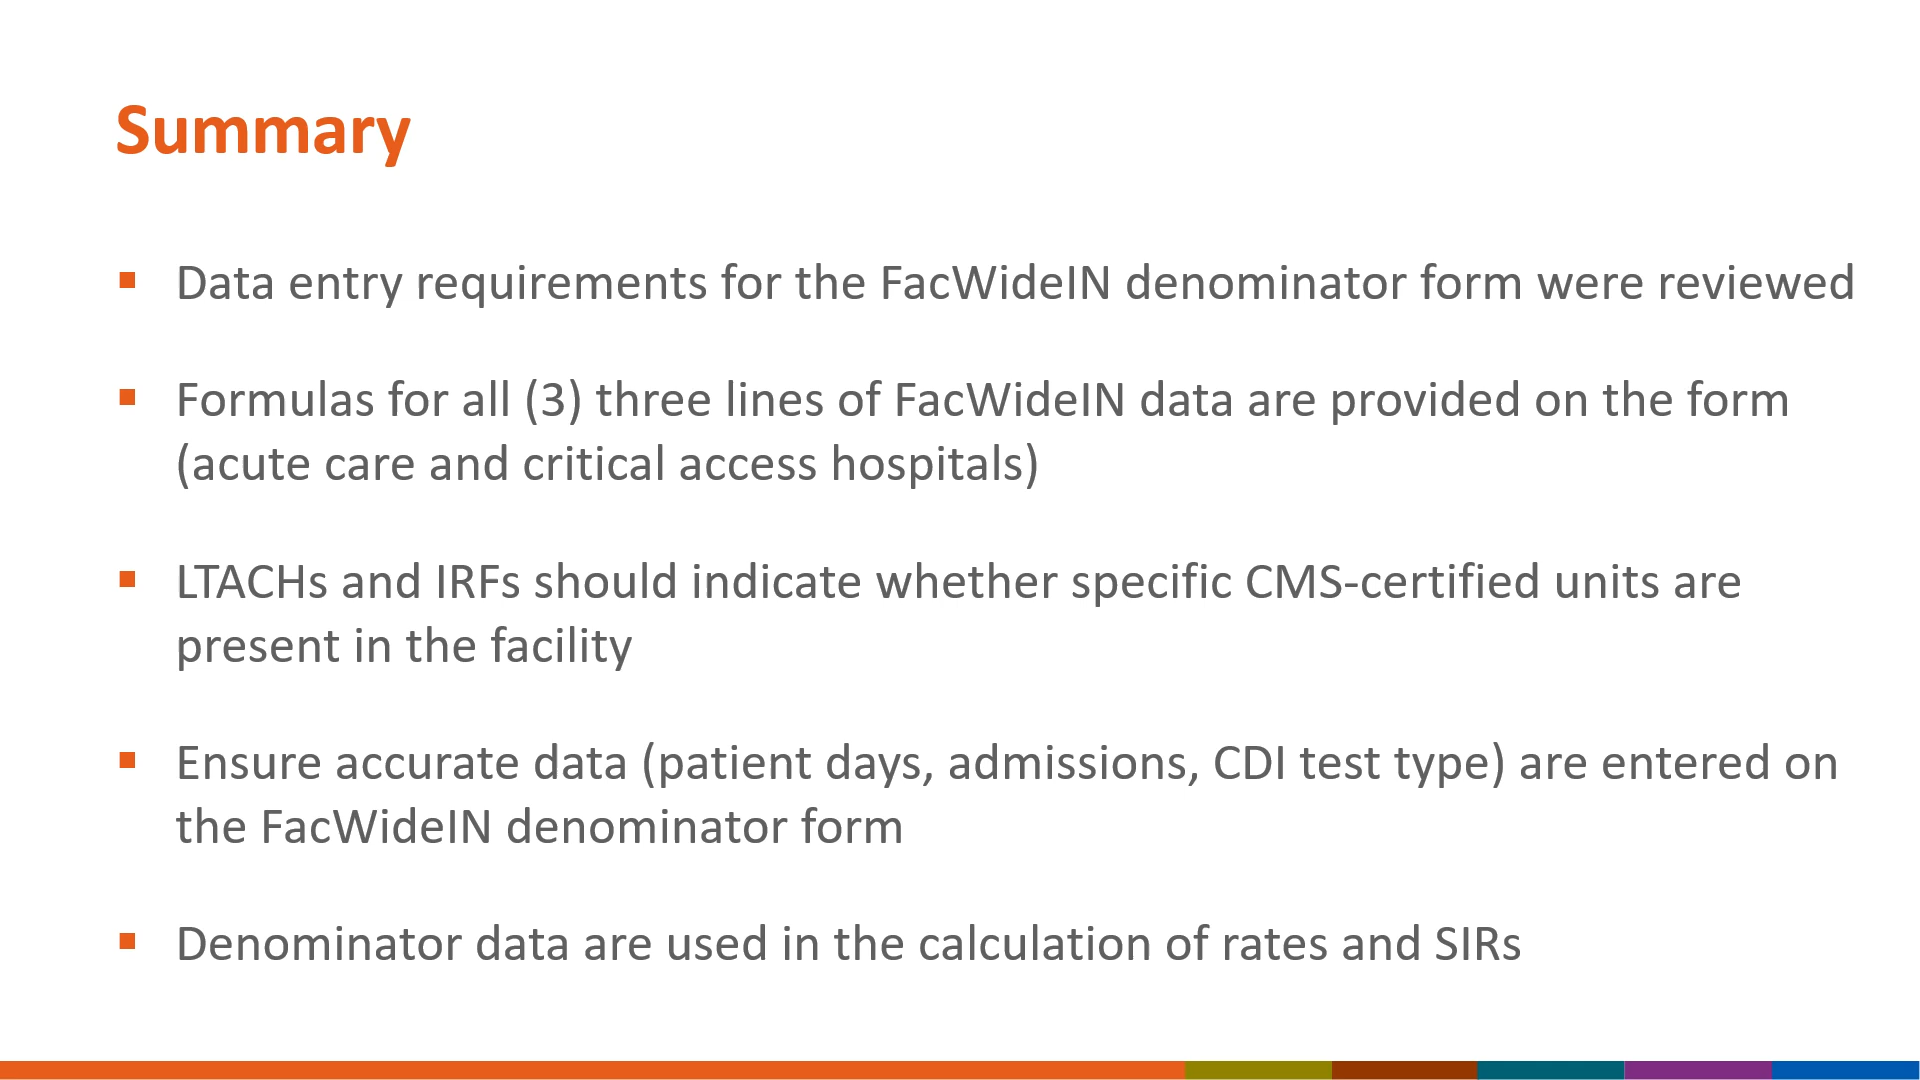 Summary
▪ Data entry requirements for the FacWideIN denominator form were reviewed
▪ Formulas for all (3) three lines of FacWideIN data are provided on the form
(acute care and critical access hospitals)
▪ LTACHs and IRFs should indicate whether specific CMS-certified units are
present in the facility
▪ Ensure accurate data (patient days, admissions, CDI test type) are entered on
the FacWideIN denominator form
▪ Denominator data are used in the calculation of rates and SIRs